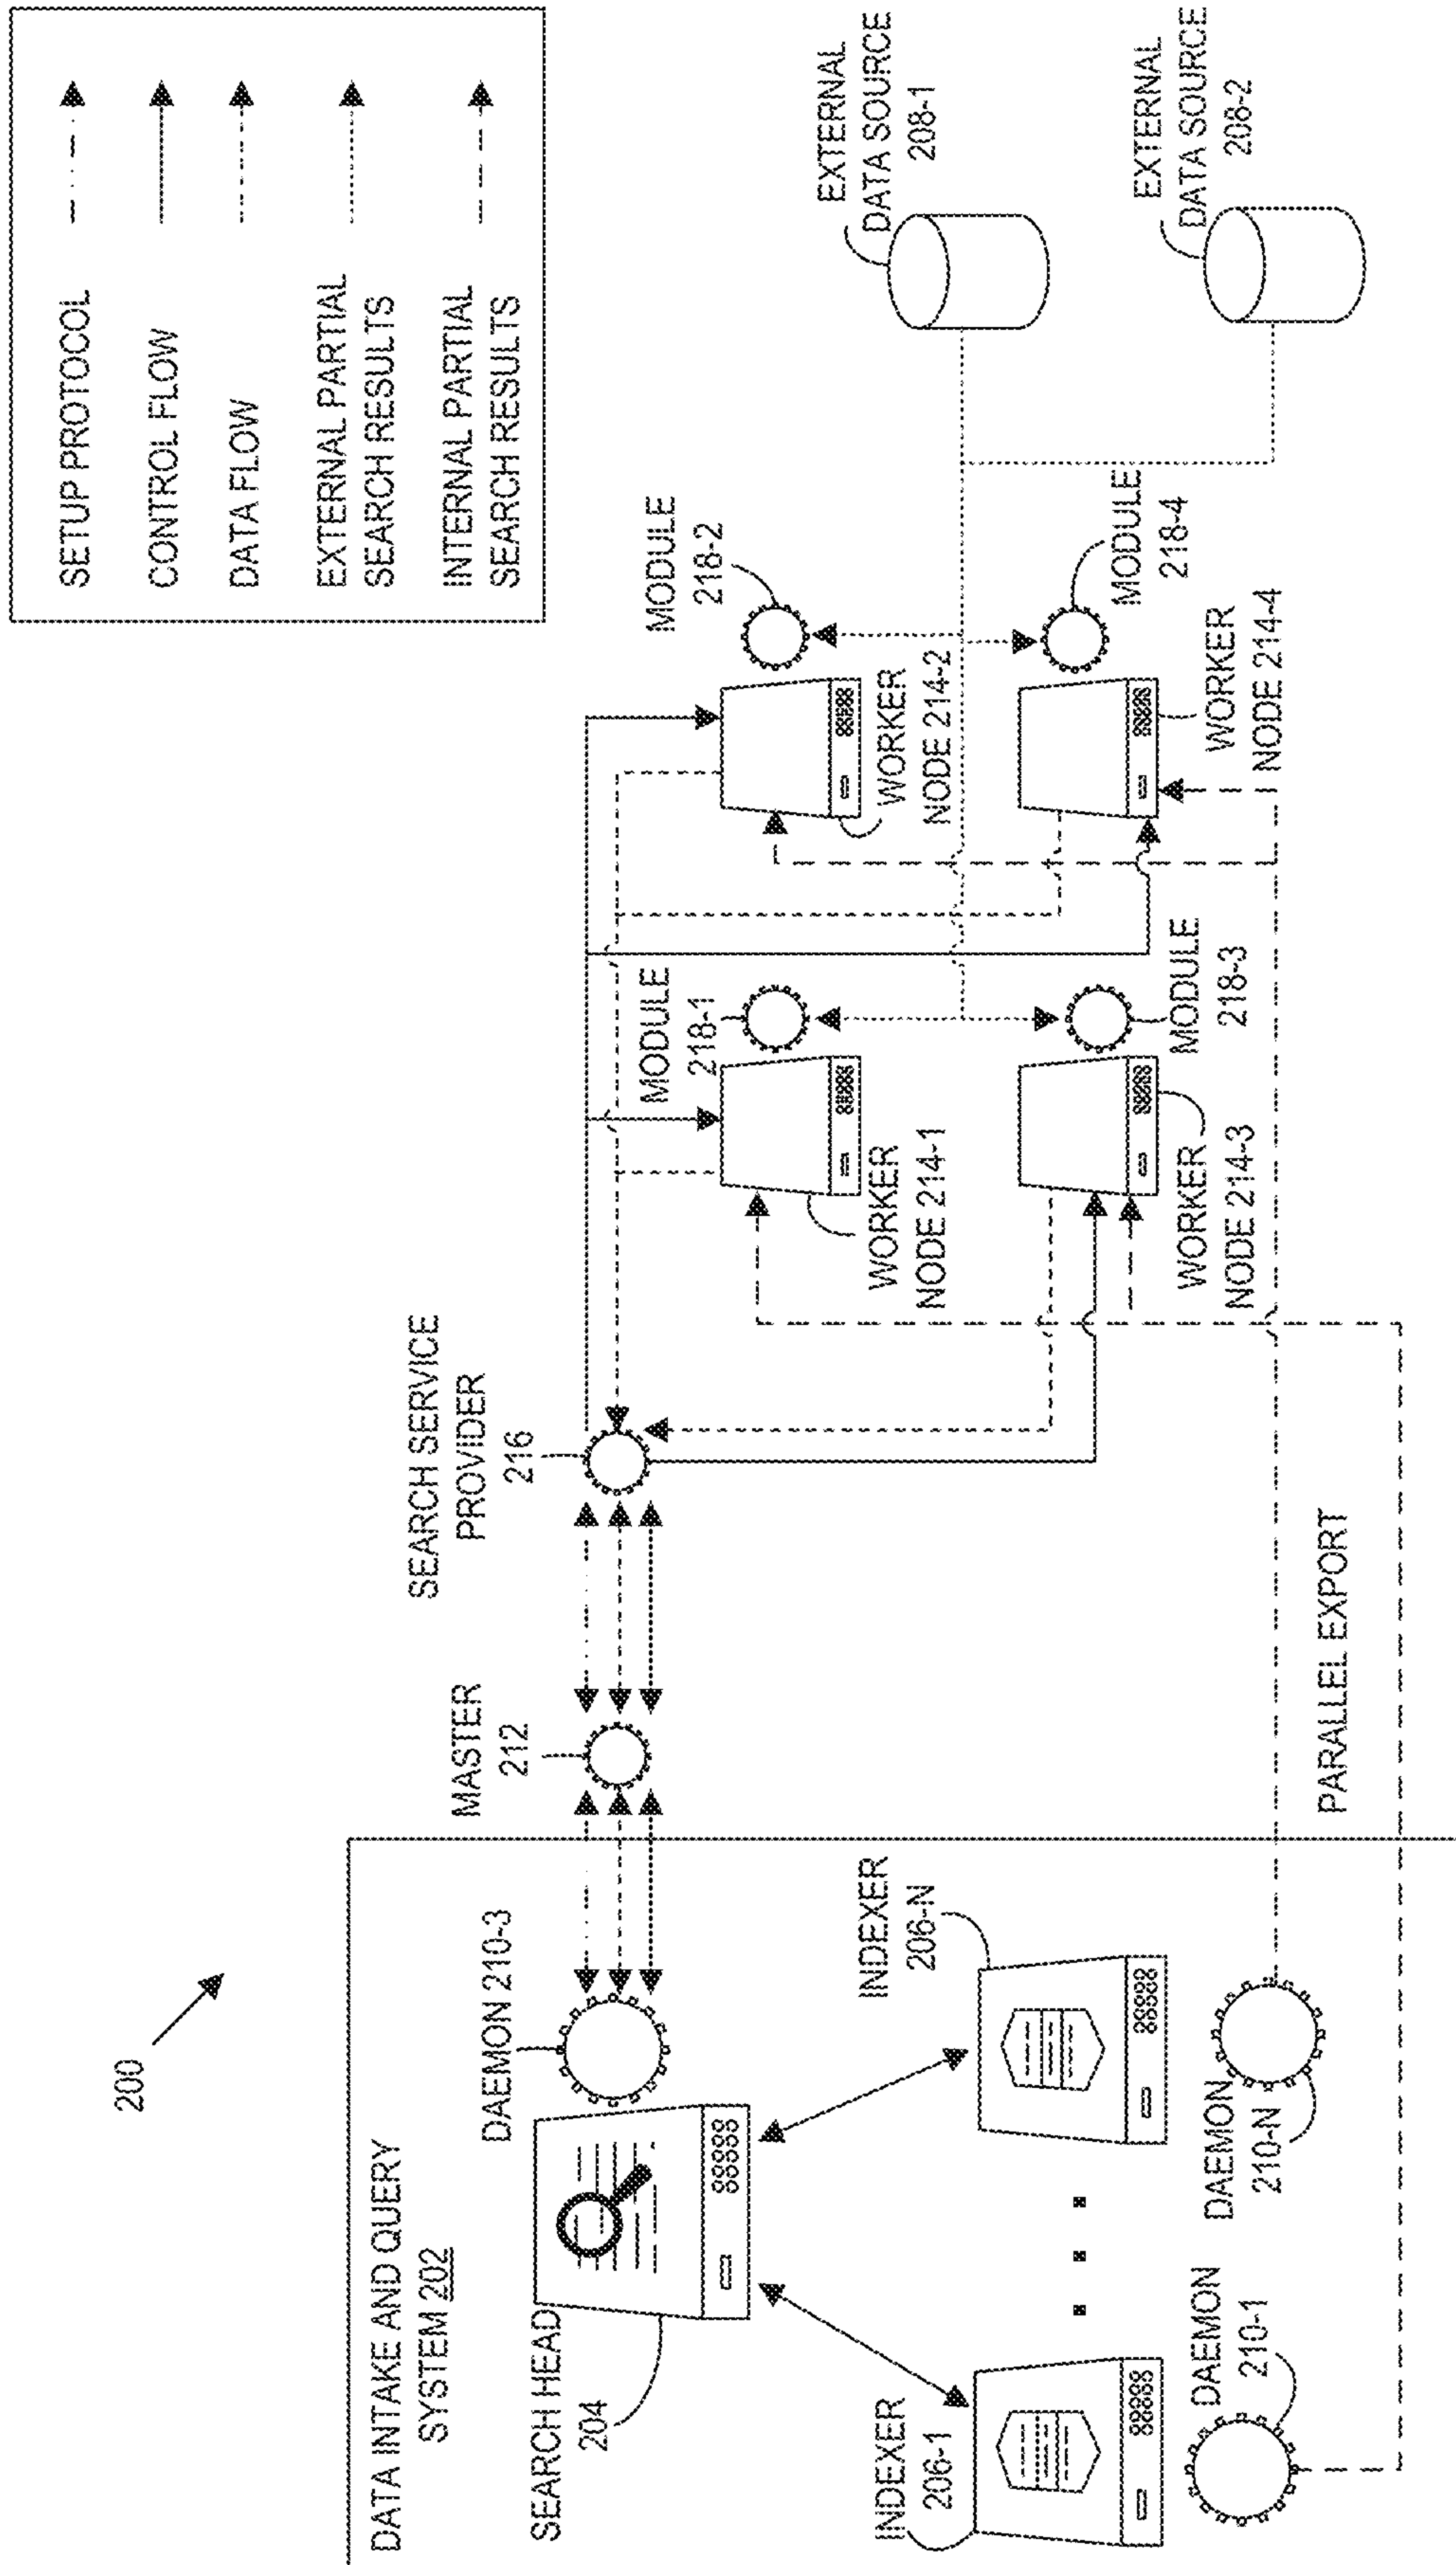 200
DATA INTAKE AND QUERY
SYSTEM 202
SEARCH HEAD
204
DAEMON 210-3
INDEXER
206-1
INDEXER
206-N
DAEMON
210-1
DAEMON
210-N
MASTER
212
SEARCH SERVICE
PROVIDER
216
PARALLEL EXPORT
WORKER
NODE 214-1
MODULE
218-1
WORKER
NODE 214-3
MODULE
218-3
WORKER
NODE 214-2
MODULE
218-2
WORKER
NODE 214-4
MODULE
218-4
EXTERNAL
DATA SOURCE
208-1
EXTERNAL
DATA SOURCE
208-2
SETUP PROTOCOL
CONTROL FLOW
DATA FLOW
EXTERNAL PARTIAL
SEARCH RESULTS
INTERNAL PARTIAL
SEARCH RESULTS